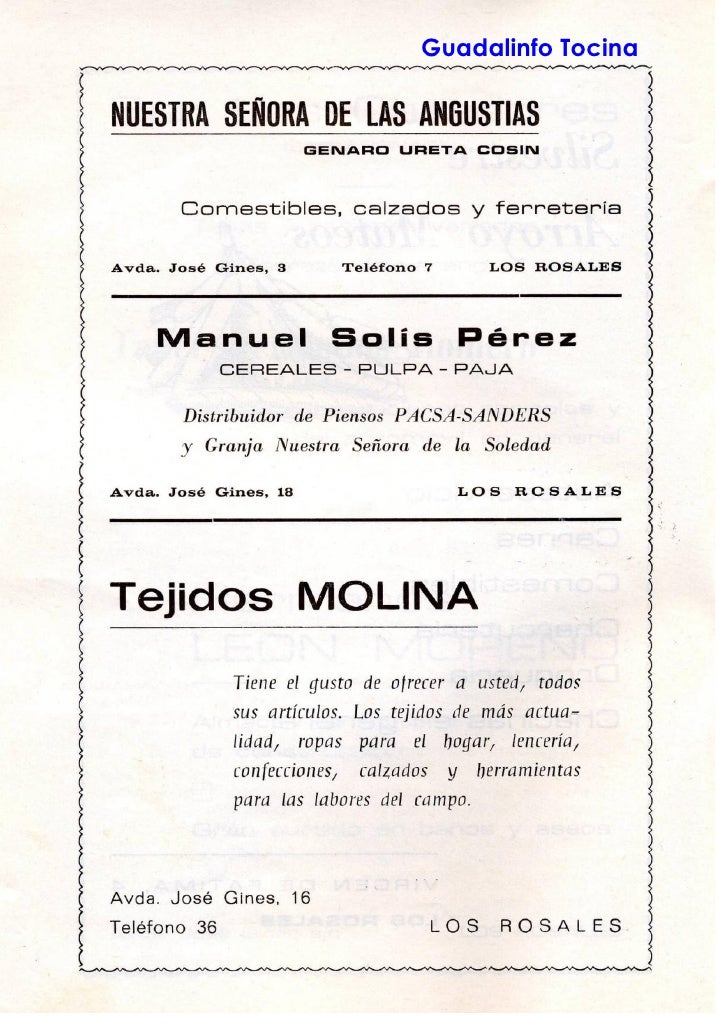 Guadalinfo Tocina
NUESTRA SEÑORA DE LAS ANGUSTIAS
GENARO URETA COSIN
Comestibles, calzados y ferretería
Avda. José Gines, 3 Teléfono 7 LOS ROSALES
Manuel Solís Pérez
CEREALES - PULPA - PAJA
Distribuidor de Piensos PACSA-SANDERS
y Granja Nuestra Señora de la Soledad
Avda. José Gines, 18 LOS ROSALES
Tejidos MOLINA
Tiene el gusto de ofrecer a usted, todos
sus artículos. Los tejidos de más actua-
lidad, ropas para el hogar, lencería,
confecciones, calzados y herramientas
para las labores del campo.
Avda. José Gines, 16
Teléfono 36 LOS ROSALES